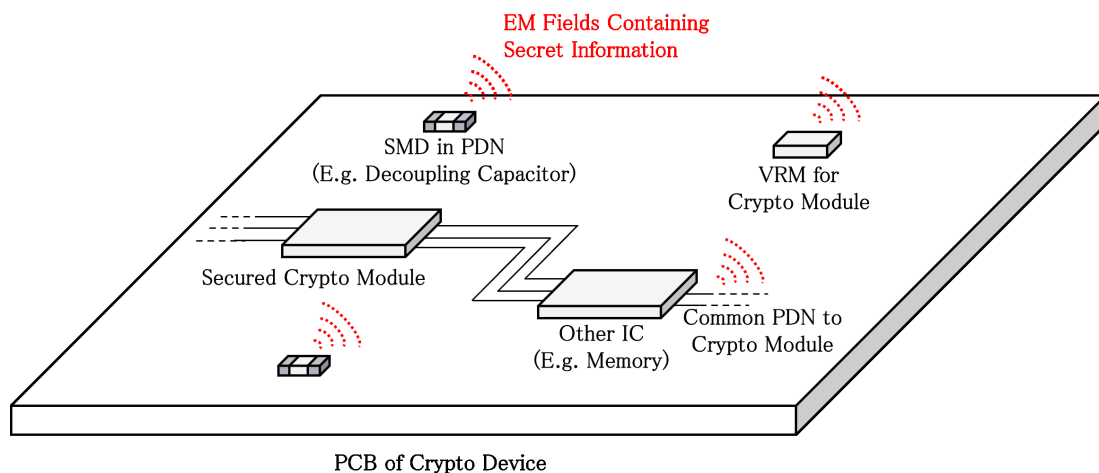 EM Fields Containing
Secret Information
SMD in PDN
(E.g. Decoupling Capacitor)
VRM for
Crypto Module
Secured Crypto Module
Other IC
(E.g. Memory)
Common PDN to
Crypto Module
PCB of Crypto Device